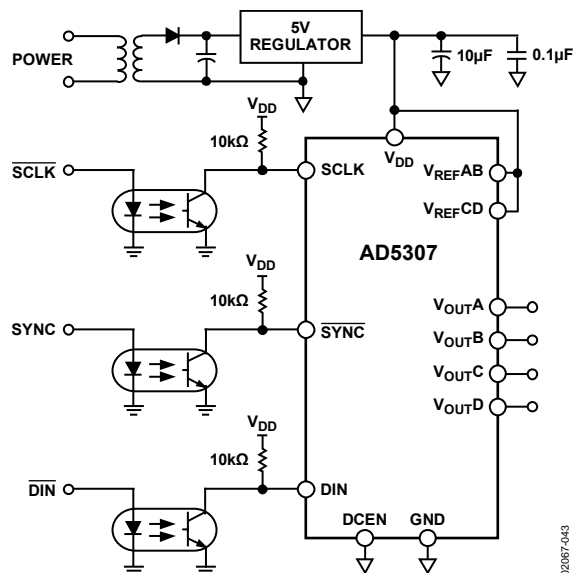 POWER
5V
REGULATOR
10µF
0.1µF
VDD
10kΩ
SCLK
SCLK
VDD
VREFAB
VREFCD
AD5307
VDD
10kΩ
SYNC
SYNC
VOUTA
VOUTB
VOUTC
VOUTD
VDD
10kΩ
DIN
DIN
DCEN
GND
02067-043